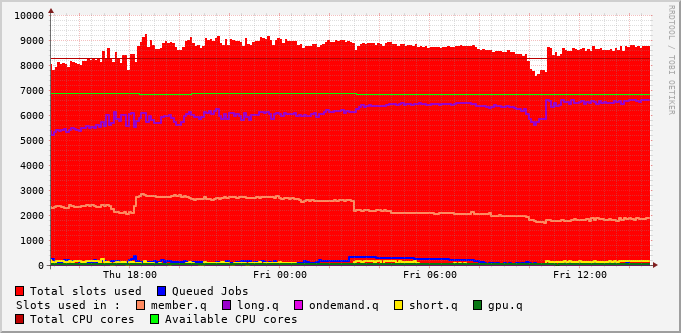 10000
9000
8000
7000
6000
5000
4000
3000
2000
1000
0
Thu 18:00 Fri 00:00 Fri 06:00 Fri 12:00
Total slots used Queued Jobs
Slots used in : member.q long.q ondemand.q short.q gpu.q
Total CPU cores Available CPU cores
RRDTOOL / TOBI OETIKER